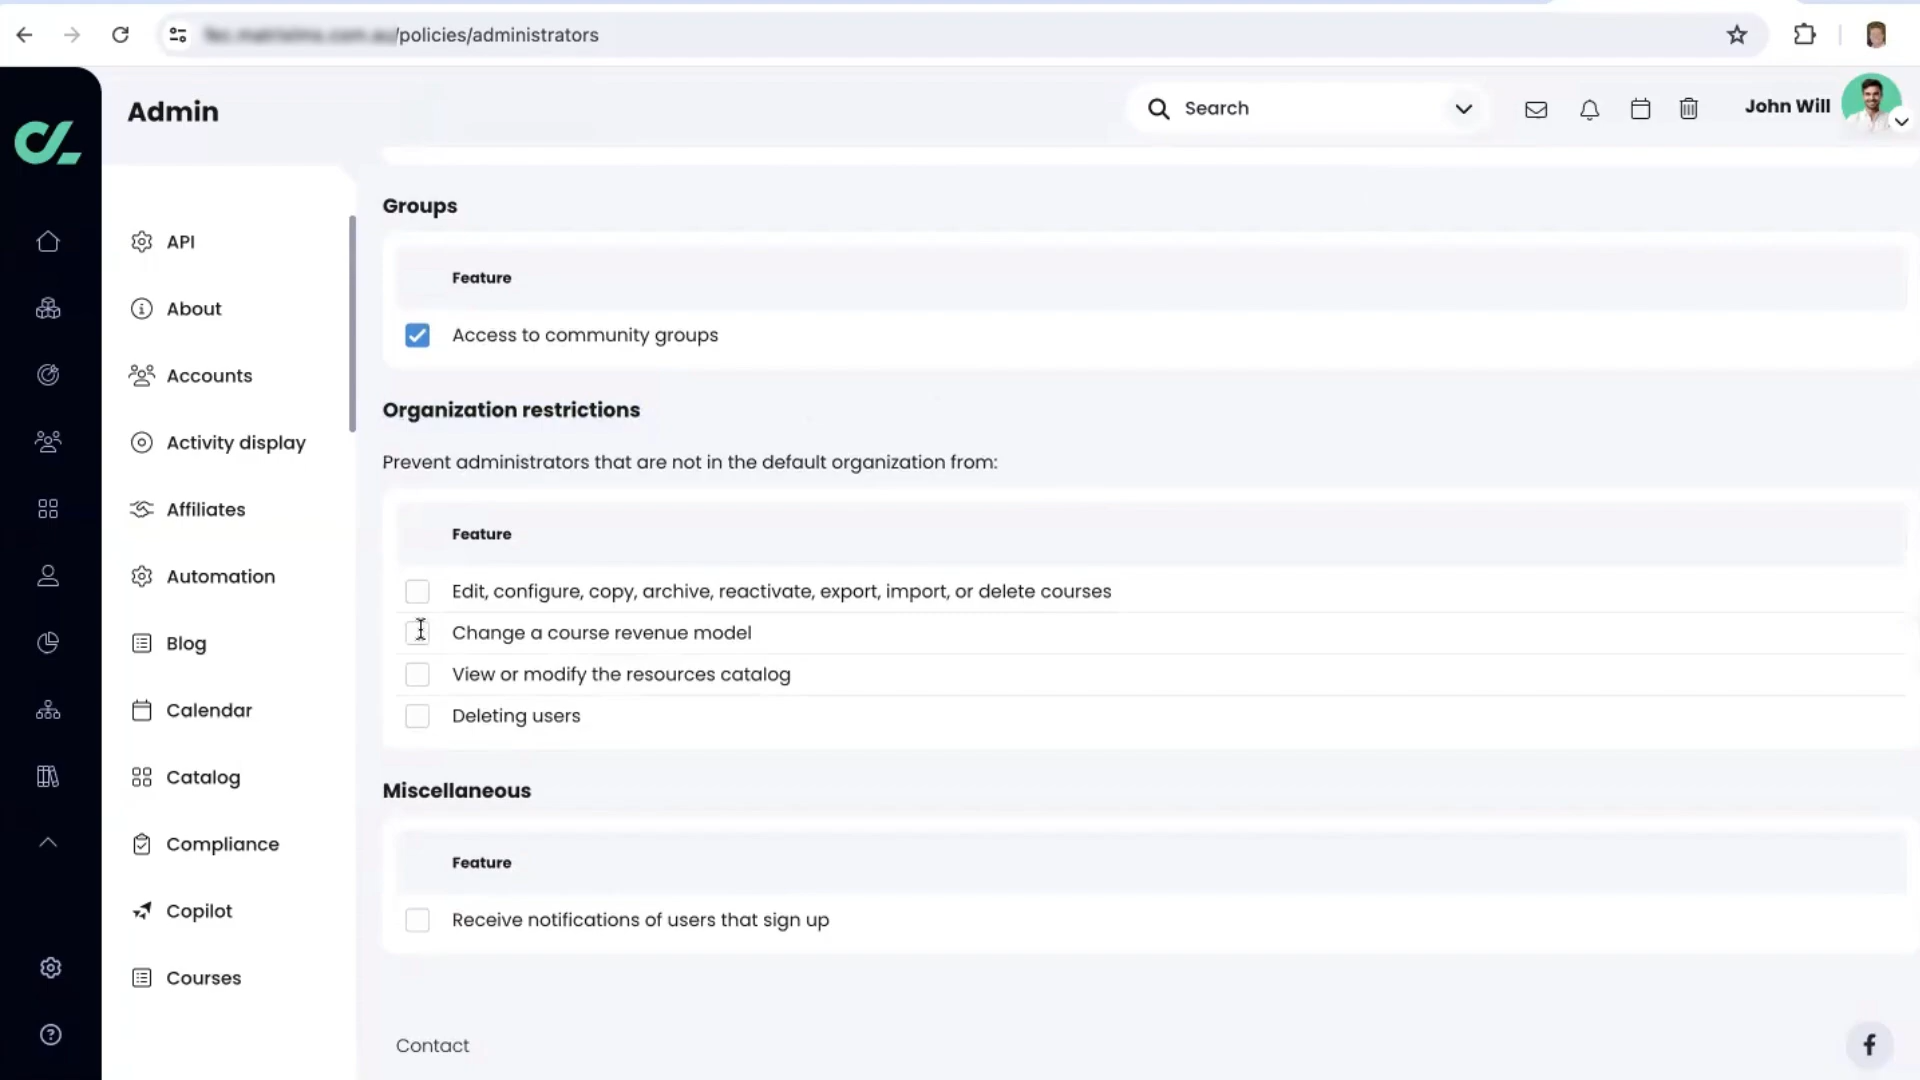 /policies/administrators
Admin
Search
John Will
API
About
Accounts
Activity display
Affiliates
Automation
Blog
Calendar
Catalog
Compliance
Copilot
Courses
Groups
Feature
Access to community groups
Organization restrictions
Prevent administrators that are not in the default organization from:
Feature
Edit, configure, copy, archive, reactivate, export, import, or delete courses
Change a course revenue model
View or modify the resources catalog
Deleting users
Miscellaneous
Feature
Receive notifications of users that sign up
Contact